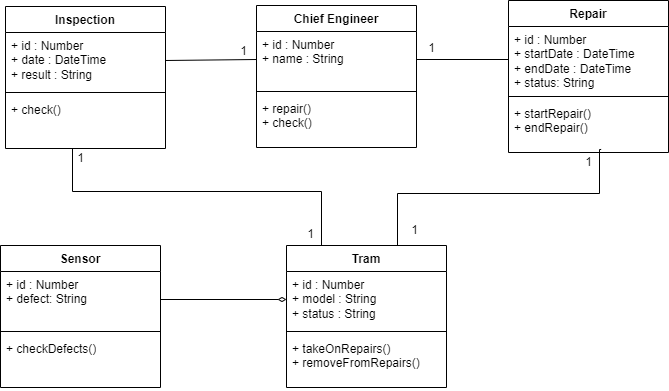 Inspection
+ id : Number
+ date : DateTime
+ result : String
+ check()
1
Chief Engineer
+ id : Number
+ name : String
+ repair()
+ check()
1
Repair
+ id : Number
+ startDate : DateTime
+ endDate : DateTime
+ status: String
+ startRepair()
+ endRepair()
1
1
1
1
Sensor
+ id : Number
+ defect: String
+ checkDefects()
Tram
+ id : Number
+ model : String
+ status : String
+ takeOnRepairs()
+ removeFromRepairs()